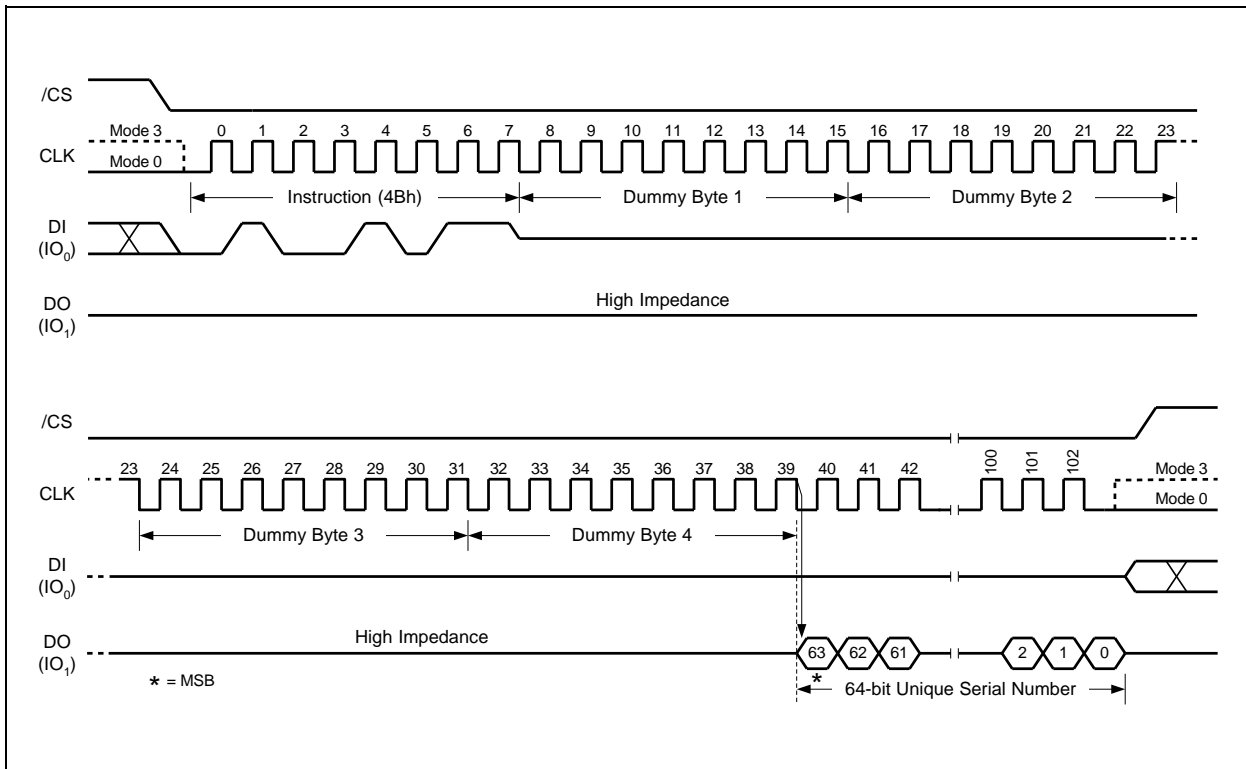 /CS
Mode 3
0 1 2 3 4 5 6 7 8 9 10 11 12 13 14 15 16 17 18 19 20 21 22 23
CLK
Mode 0
Instruction (4Bh)
Dummy Byte 1
Dummy Byte 2
DI
(IO0)
High Impedance
DO
(IO1)
/CS
23 24 25 26 27 28 29 30 31 32 33 34 35 36 37 38 39 40 41 42 100 101 102
Mode 3
CLK
Mode 0
Dummy Byte 3
Dummy Byte 4
DI
(IO0)
High Impedance
DO
(IO1)
63 62 61 2 1 0
* = MSB
*
64-bit Unique Serial Number